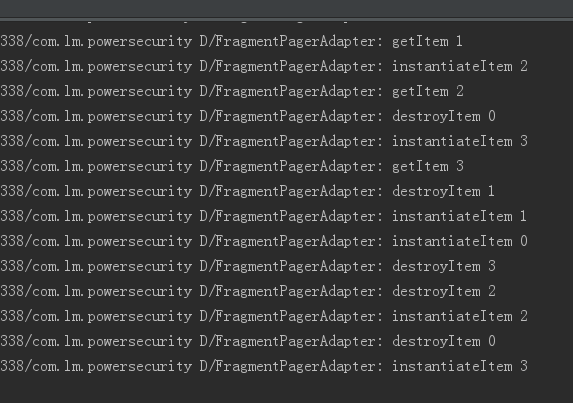 338/com.lm.powersecurity D/FragmentPagerAdapter: getItem 1
338/com.lm.powersecurity D/FragmentPagerAdapter: instantiateItem 2
338/com.lm.powersecurity D/FragmentPagerAdapter: getItem 2
338/com.lm.powersecurity D/FragmentPagerAdapter: destroyItem 0
338/com.lm.powersecurity D/FragmentPagerAdapter: instantiateItem 3
338/com.lm.powersecurity D/FragmentPagerAdapter: getItem 3
338/com.lm.powersecurity D/FragmentPagerAdapter: destroyItem 1
338/com.lm.powersecurity D/FragmentPagerAdapter: instantiateItem 1
338/com.lm.powersecurity D/FragmentPagerAdapter: instantiateItem 0
338/com.lm.powersecurity D/FragmentPagerAdapter: destroyItem 3
338/com.lm.powersecurity D/FragmentPagerAdapter: destroyItem 2
338/com.lm.powersecurity D/FragmentPagerAdapter: instantiateItem 2
338/com.lm.powersecurity D/FragmentPagerAdapter: destroyItem 0
338/com.lm.powersecurity D/FragmentPagerAdapter: instantiateItem 3